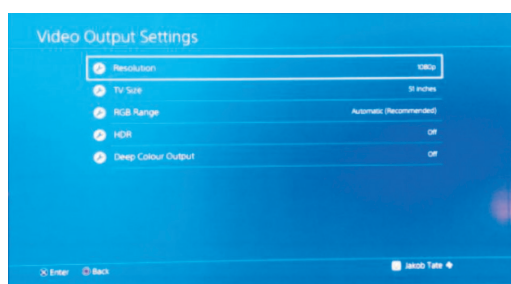 Video Output Settings
Resolution 1080p
TV Size 51 inches
RGB Range Automatic (Recommended)
HDR Off
Deep Colour Output Off
Enter Back Jakob Tate